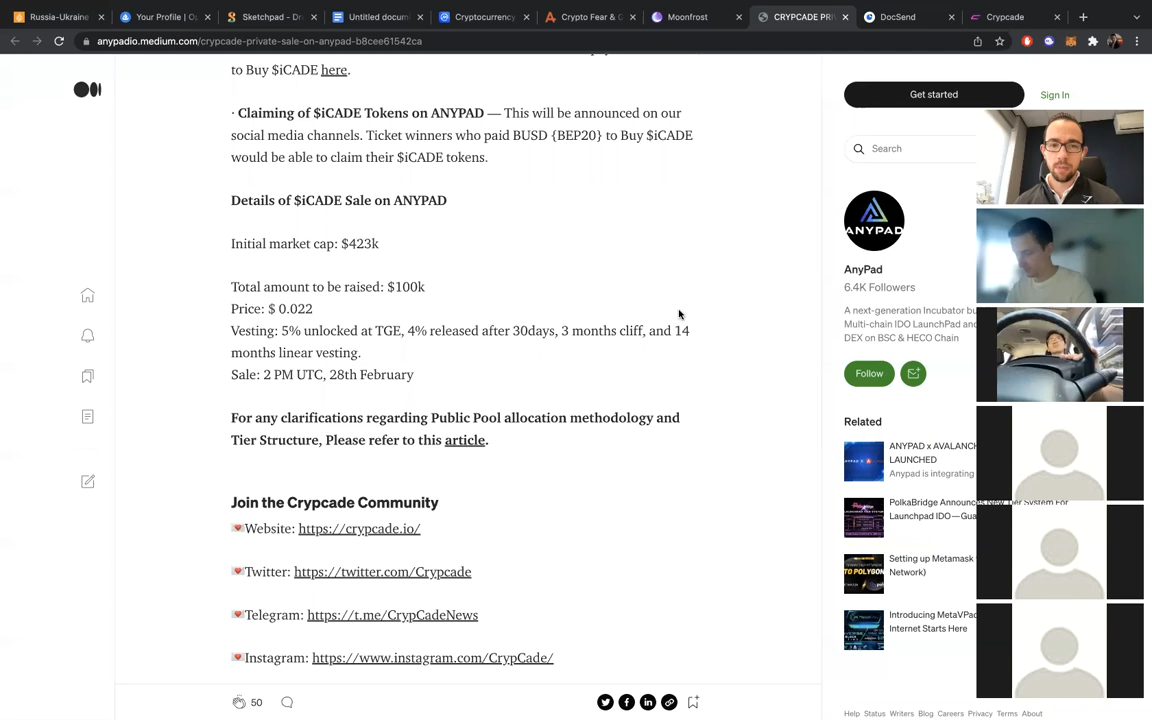 Russia-Ukraine
Your Profile | O
Sketchpad - Dr
Untitled docum
Cryptocurrency
Crypto Fear & G
Moonfrost
CRYPCADE PRI
DocSend
Crypcade
anypadio.medium.com/crypcade-private-sale-on-anypad-b8cee61542ca
to Buy $iCADE here.
· Claiming of $iCADE Tokens on ANYPAD — This will be announced on our
social media channels. Ticket winners who paid BUSD {BEP20} to Buy $iCADE
would be able to claim their $iCADE tokens.
Details of $iCADE Sale on ANYPAD
Initial market cap: $423k
Total amount to be raised: $100k
Price: $ 0.022
Vesting: 5% unlocked at TGE, 4% released after 30days, 3 months cliff, and 14
months linear vesting.
Sale: 2 PM UTC, 28th February
For any clarifications regarding Public Pool allocation methodology and
Tier Structure, Please refer to this article.
Join the Crypcade Community
Website: https://crypcade.io/
Twitter: https://twitter.com/Crypcade
Telegram: https://t.me/CrypCadeNews
Instagram: https://www.instagram.com/CrypCade/
50
Get started
Sign In
Search
ANYPAD
AnyPad
6.4K Followers
A next-generation Incubator bu
Multi-chain IDO LaunchPad and
DEX on BSC & HECO Chain
Follow
Related
ANYPAD x AVALANCH
LAUNCHED
Anypad is integrating
PolkaBridge Announces New Tier System For
Launchpad IDO—Gua
Setting up Metamask
Network)
Introducing MetaVPad
Internet Starts Here
Help Status Writers Blog Careers Privacy Terms About